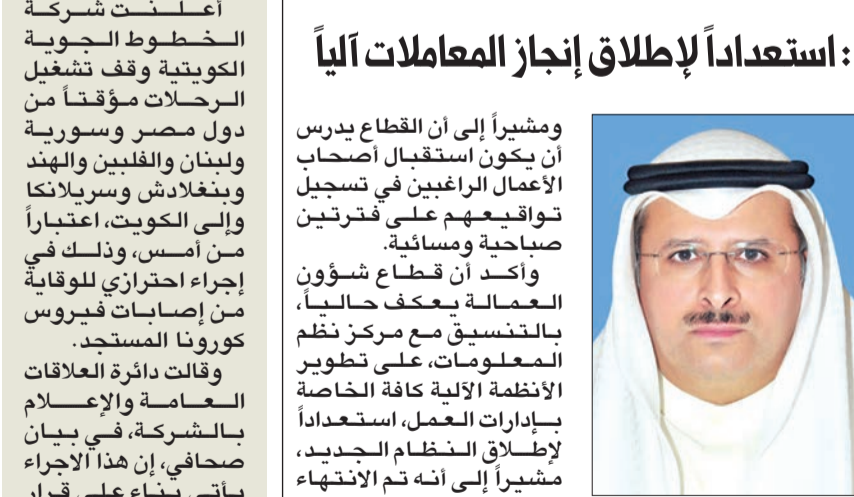 : استعداداً لإطلاق إنجاز المعاملات آلياً
ومشيراً إلى أن القطاع يدرس
أن يكون استقبال أصحاب
الأعمال الراغبين في تسجيل
تواقيعهم على فترتين
صباحية ومسائية.
وأكد أن قطاع شؤون
العمالة يعكف حالياً،
بالتنسيق مع مركز نظم
المعلومات، على تطوير
الأنظمة الآلية كافة الخاصة
بإدارات العمل، استعداداً
لإطلاق النظام الجديد،
مشيراً إلى أنه تم الانتهاء
أعلنت شركة
الخطوط الجوية
الكويتية وقف تشغيل
الرحلات مؤقتاً من
دول مصر وسورية
ولبنان والفلبين والهند
وبنغلادش وسريلانكا
وإلى الكويت، اعتباراً
من أمس، وذلك في
إجراء احترازي للوقاية
من إصابات فيروس
كورونا المستجد.
وقالت دائرة العلاقات
العامة والإعلام
بالشركة، في بيان
صحافي، إن هذا الاجراء
يأتي بناء على قرار